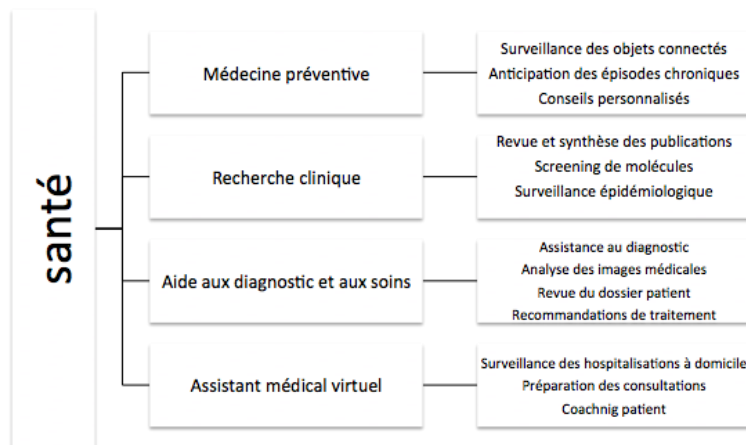 santé
Médecine préventive
Surveillance des objets connectés
Anticipation des épisodes chroniques
Conseils personnalisés
Recherche clinique
Revue et synthèse des publications
Screening de molécules
Surveillance épidémiologique
Aide aux diagnostic et aux soins
Assistance au diagnostic
Analyse des images médicales
Revue du dossier patient
Recommandations de traitement
Assistant médical virtuel
Surveillance des hospitalisations à domicile
Préparation des consultations
Coachnig patient